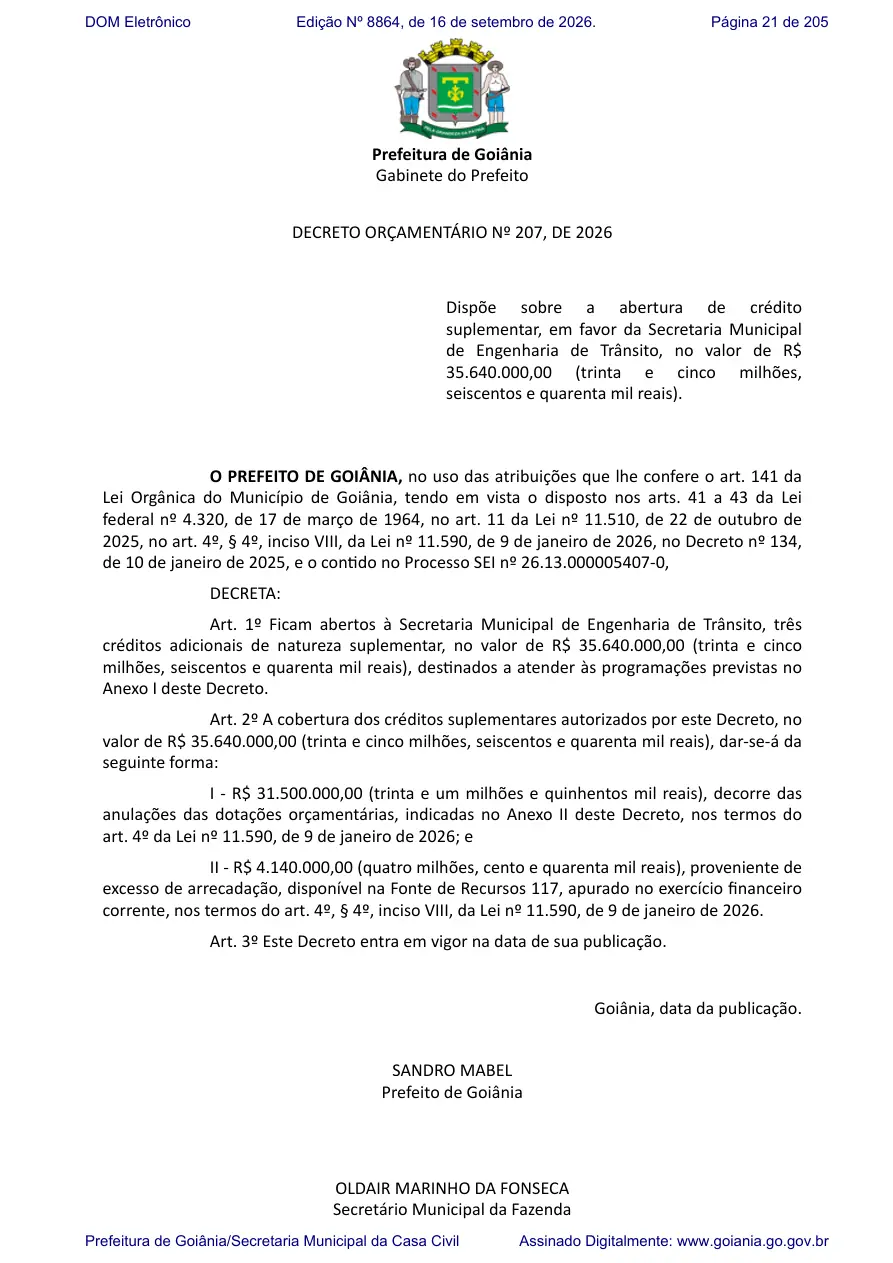 DOM Eletrônico Edição Nº 8864, de 16 de setembro de 2026. Página 21 de 205
PELA GRANDEZA DA PATRIA
Prefeitura de Goiânia
Gabinete do Prefeito
DECRETO ORÇAMENTÁRIO Nº 207, DE 2026
Dispõe sobre a abertura de crédito
suplementar, em favor da Secretaria Municipal
de Engenharia de Trânsito, no valor de R$
35.640.000,00 (trinta e cinco milhões,
seiscentos e quarenta mil reais).
O PREFEITO DE GOIÂNIA, no uso das atribuições que lhe confere o art. 141 da
Lei Orgânica do Município de Goiânia, tendo em vista o disposto nos arts. 41 a 43 da Lei
federal nº 4.320, de 17 de março de 1964, no art. 11 da Lei nº 11.510, de 22 de outubro de
2025, no art. 4º, § 4º, inciso VIII, da Lei nº 11.590, de 9 de janeiro de 2026, no Decreto nº 134,
de 10 de janeiro de 2025, e o contido no Processo SEI nº 26.13.000005407-0,
DECRETA:
Art. 1º Ficam abertos à Secretaria Municipal de Engenharia de Trânsito, três
créditos adicionais de natureza suplementar, no valor de R$ 35.640.000,00 (trinta e cinco
milhões, seiscentos e quarenta mil reais), destinados a atender às programações previstas no
Anexo I deste Decreto.
Art. 2º A cobertura dos créditos suplementares autorizados por este Decreto, no
valor de R$ 35.640.000,00 (trinta e cinco milhões, seiscentos e quarenta mil reais), dar-se-á da
seguinte forma:
I - R$ 31.500.000,00 (trinta e um milhões e quinhentos mil reais), decorre das
anulações das dotações orçamentárias, indicadas no Anexo II deste Decreto, nos termos do
art. 4º da Lei nº 11.590, de 9 de janeiro de 2026; e
II - R$ 4.140.000,00 (quatro milhões, cento e quarenta mil reais), proveniente de
excesso de arrecadação, disponível na Fonte de Recursos 117, apurado no exercício financeiro
corrente, nos termos do art. 4º, § 4º, inciso VIII, da Lei nº 11.590, de 9 de janeiro de 2026.
Art. 3º Este Decreto entra em vigor na data de sua publicação.
Goiânia, data da publicação.
SANDRO MABEL
Prefeito de Goiânia
OLDAIR MARINHO DA FONSECA
Secretário Municipal da Fazenda
Prefeitura de Goiânia/Secretaria Municipal da Casa Civil Assinado Digitalmente: www.goiania.go.gov.br